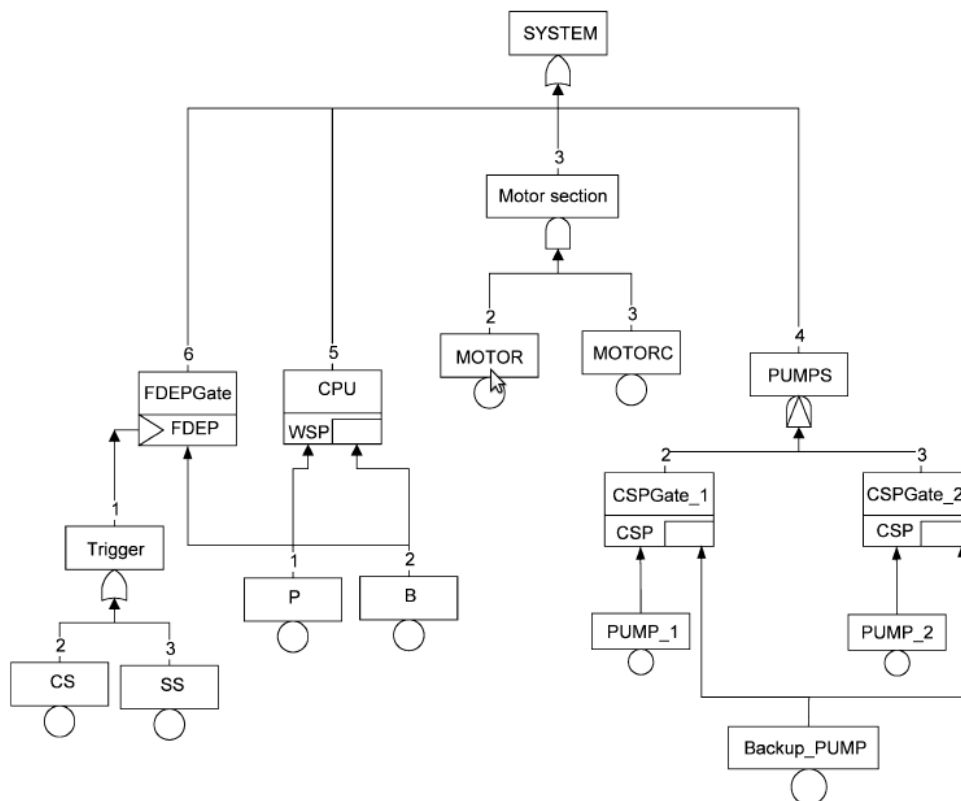 SYSTEM
3
Motor section
2
3
MOTOR
MOTORC
6
5
4
FDEPGate
CPU
PUMPS
FDEP
WSP
2
3
CSPGate_1
CSPGate_2
CSP
CSP
1
Trigger
1
2
P
B
PUMP_1
PUMP_2
2
3
CS
SS
Backup_PUMP